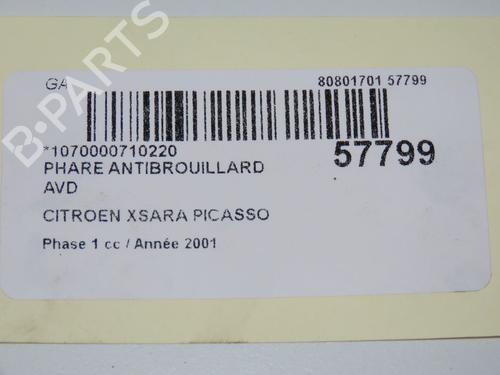 B-PARTS
GA
80801701 57799
*1070000710220
57799
PHARE ANTIBROUILLARD
AVD
CITROEN XSARA PICASSO
Phase 1 cc / Année 2001